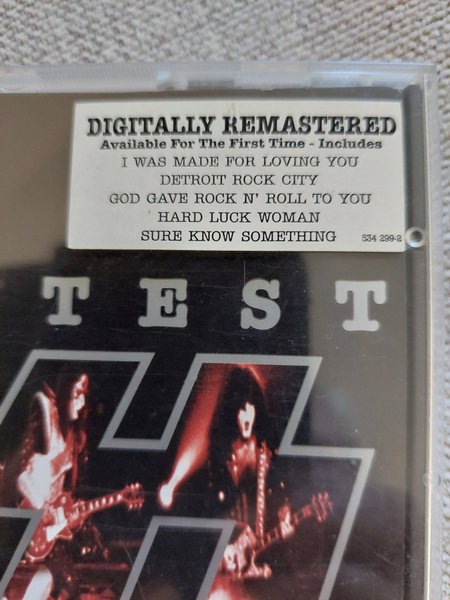 DIGITALLY REMASTERED
Available For The First Time - Includes
I WAS MADE FOR LOVING YOU
DETROIT ROCK CITY
GOD GAVE ROCK N' ROLL TO YOU
HARD LUCK WOMAN
SURE KNOW SOMETHING 534 299-2
TEST